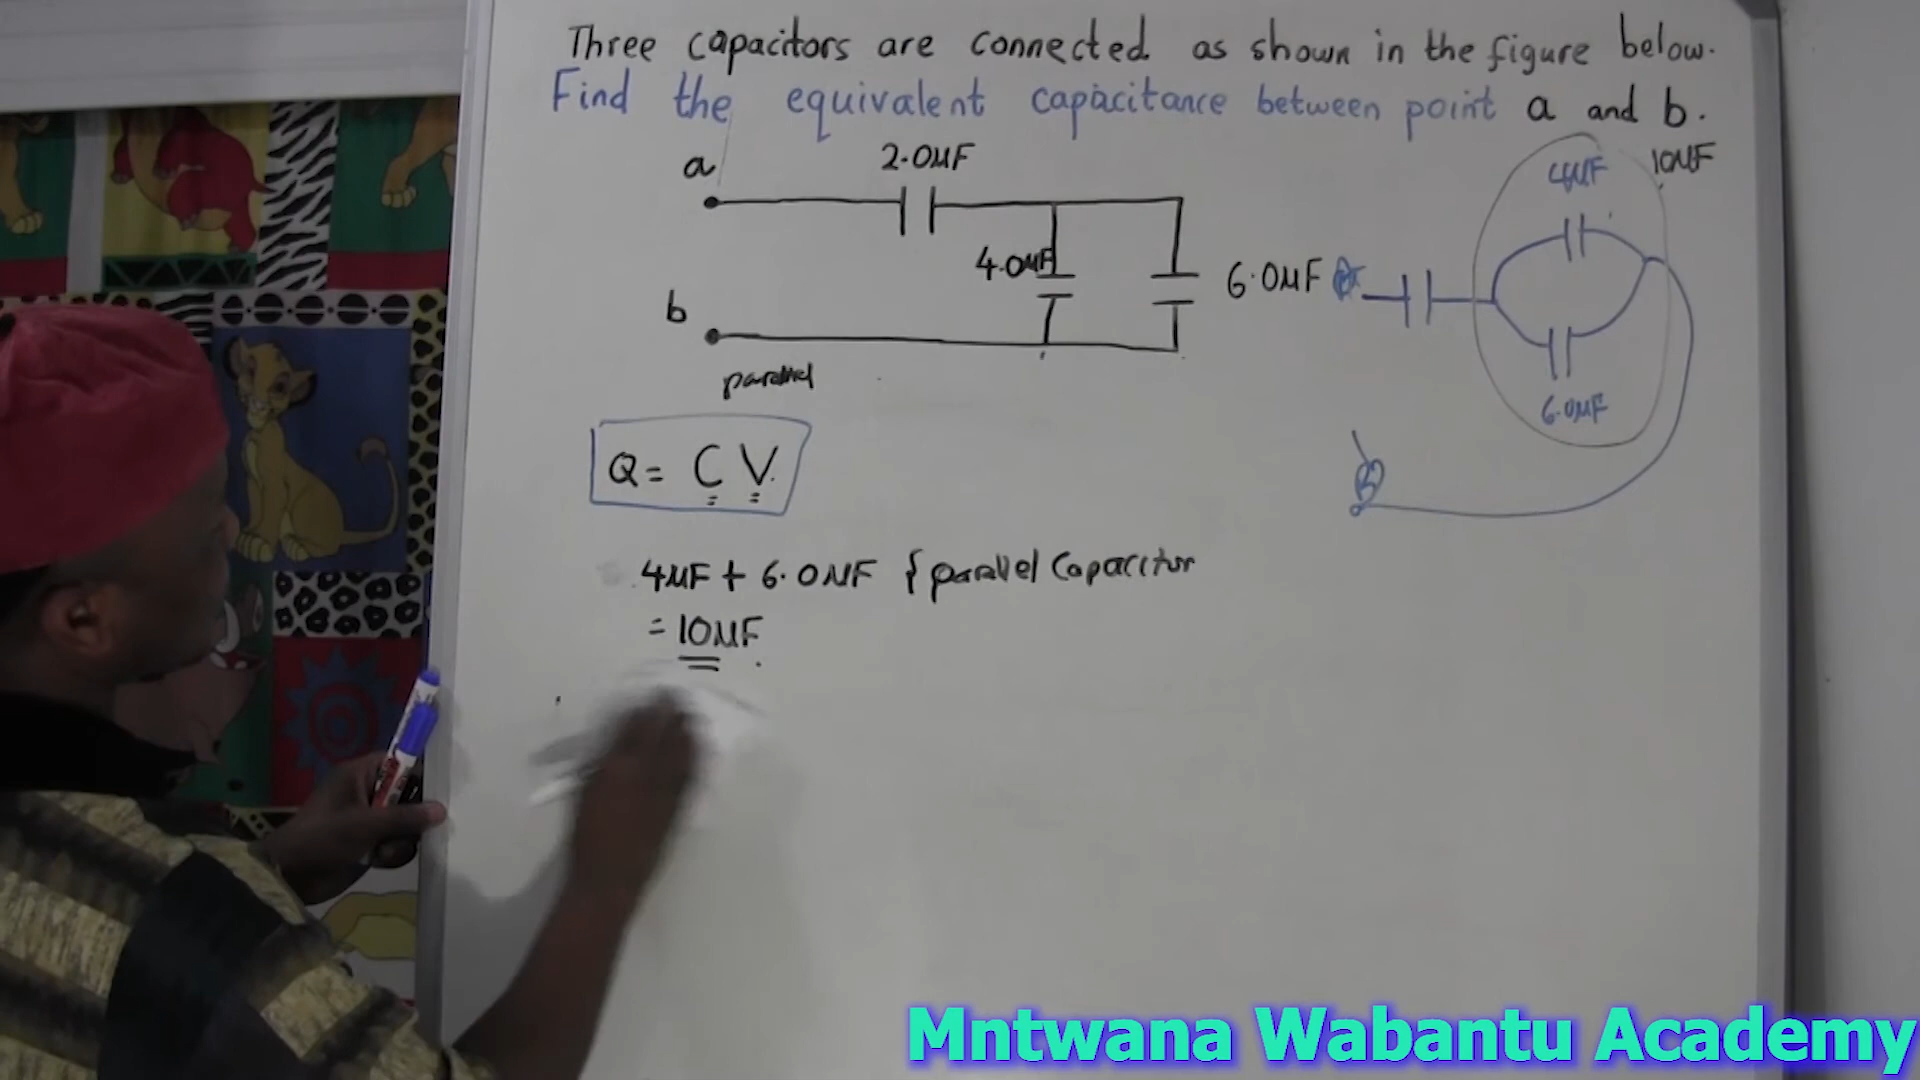 Three capacitors are connected as shown in the figure below.
Find the equivalent capacitance between point a and b.
a
2.0μF
4.0μF
6.0μF
b
parallel
4μF
10μF
6.0μF
Q = CV
4μF + 6.0μF { parallel Capacitor
= 10μF
Mntwana Wabantu Academy